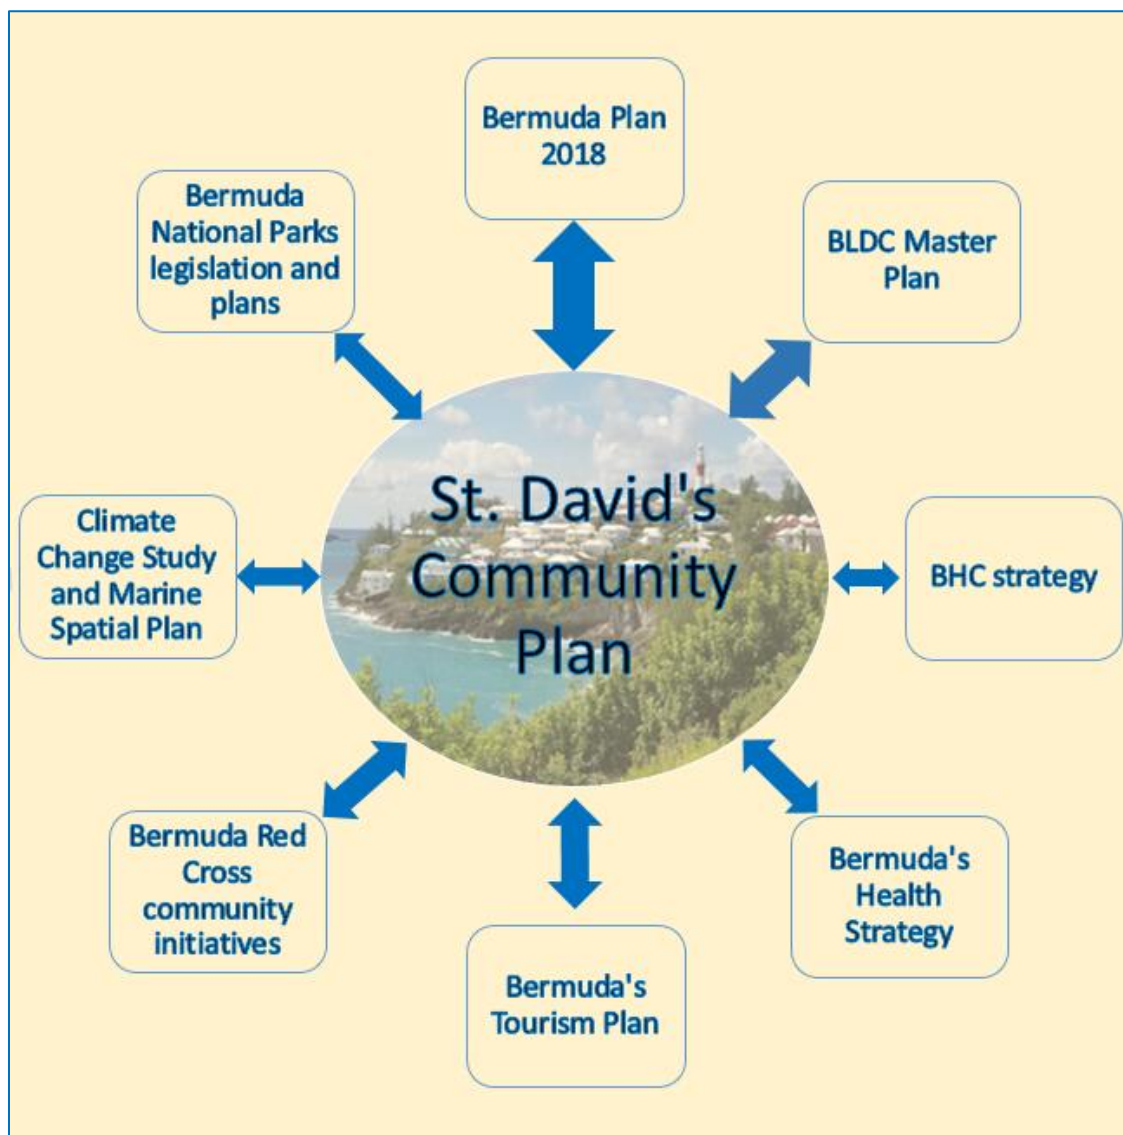 Bermuda Plan
2018
Bermuda
National Parks
legislation and
plans
BLDC Master
Plan
St. David's
Community
Plan
Climate
Change Study
and Marine
Spatial Plan
BHC strategy
Bermuda Red
Cross
community
initiatives
Bermuda's
Health
Strategy
Bermuda's
Tourism Plan